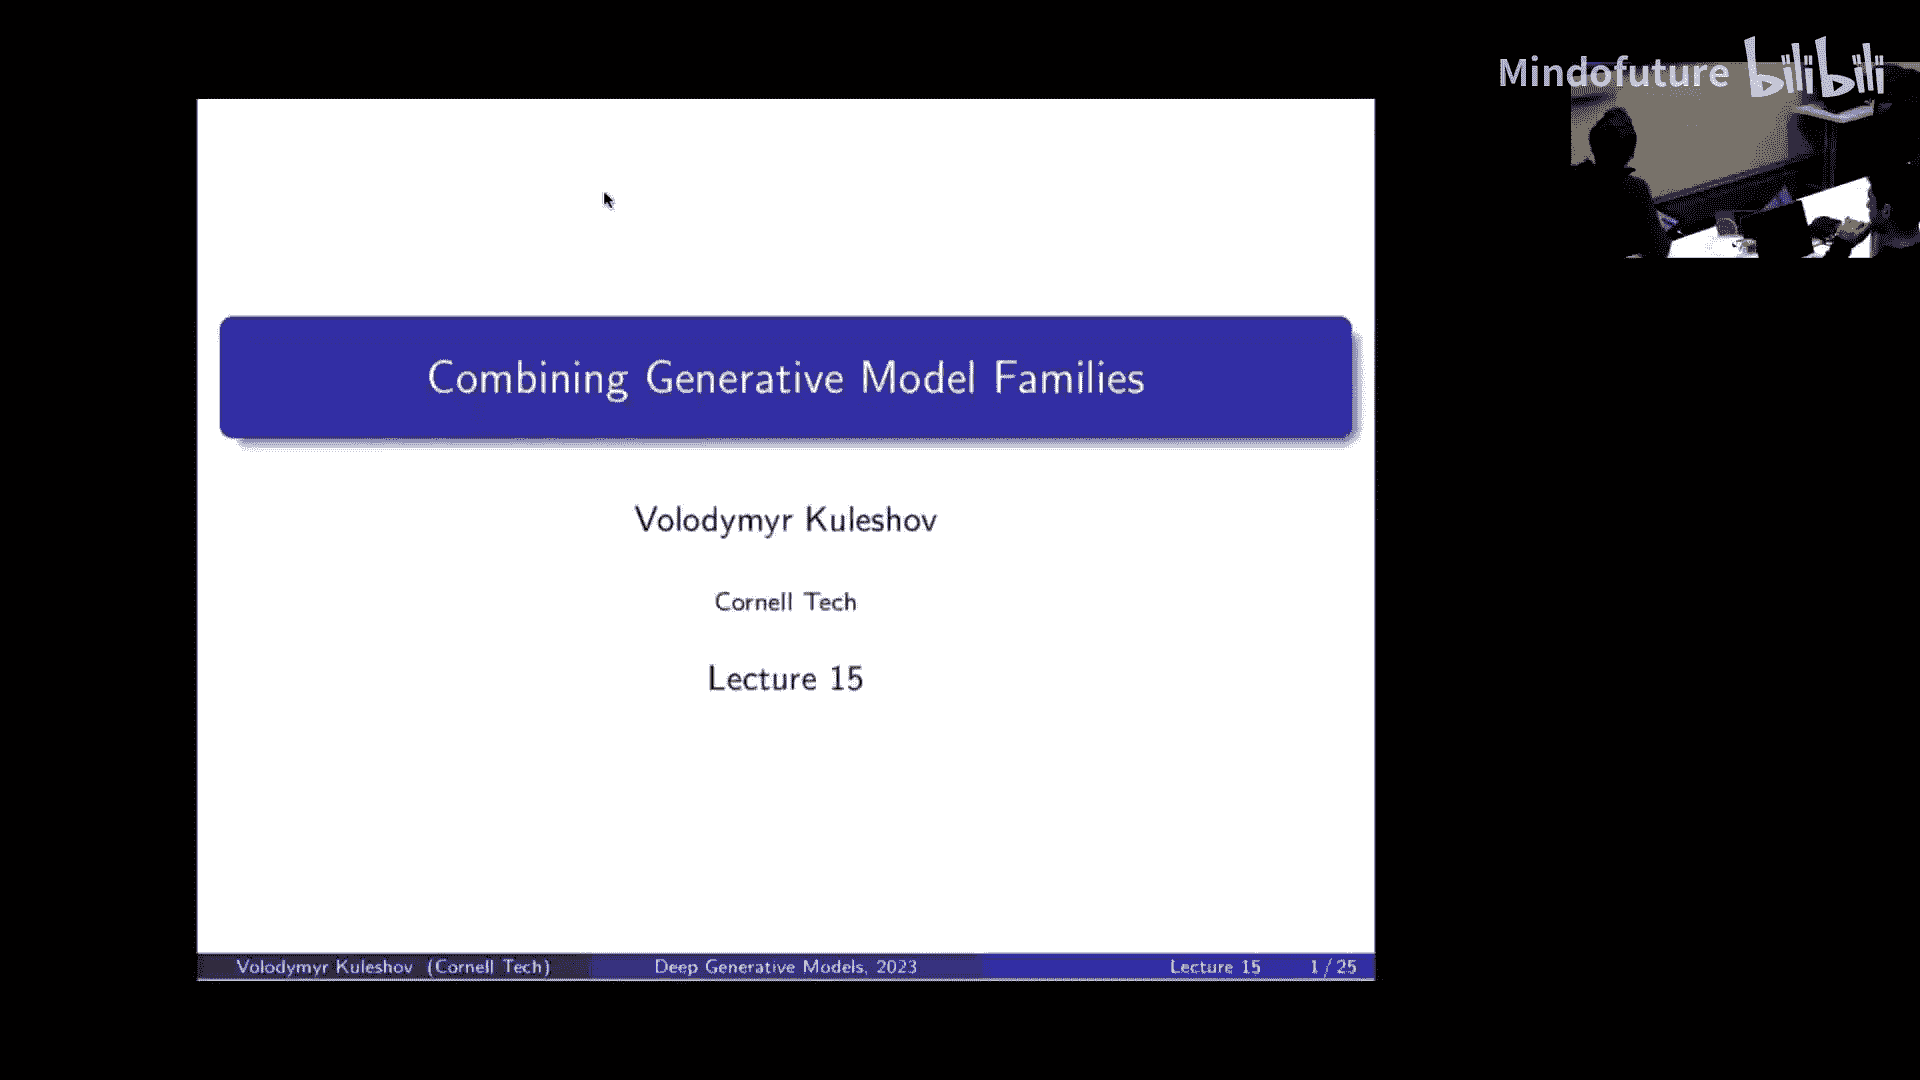 Mindofuture bilibili
Combining Generative Model Families
Volodymyr Kuleshov
Cornell Tech
Lecture 15
Volodymyr Kuleshov (Cornell Tech) Deep Generative Models, 2023 Lecture 15 1 / 25